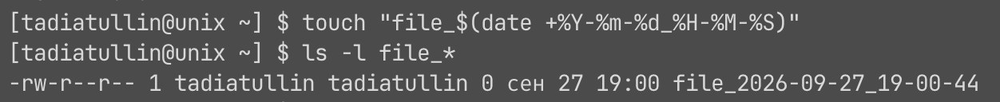 [tadiatullin@unix ~] $ touch "file_$(date +%Y-%m-%d_%H-%M-%S)"
[tadiatullin@unix ~] $ ls -l file_*
-rw-r--r-- 1 tadiatullin tadiatullin 0 сен 27 19:00 file_2026-09-27_19-00-44